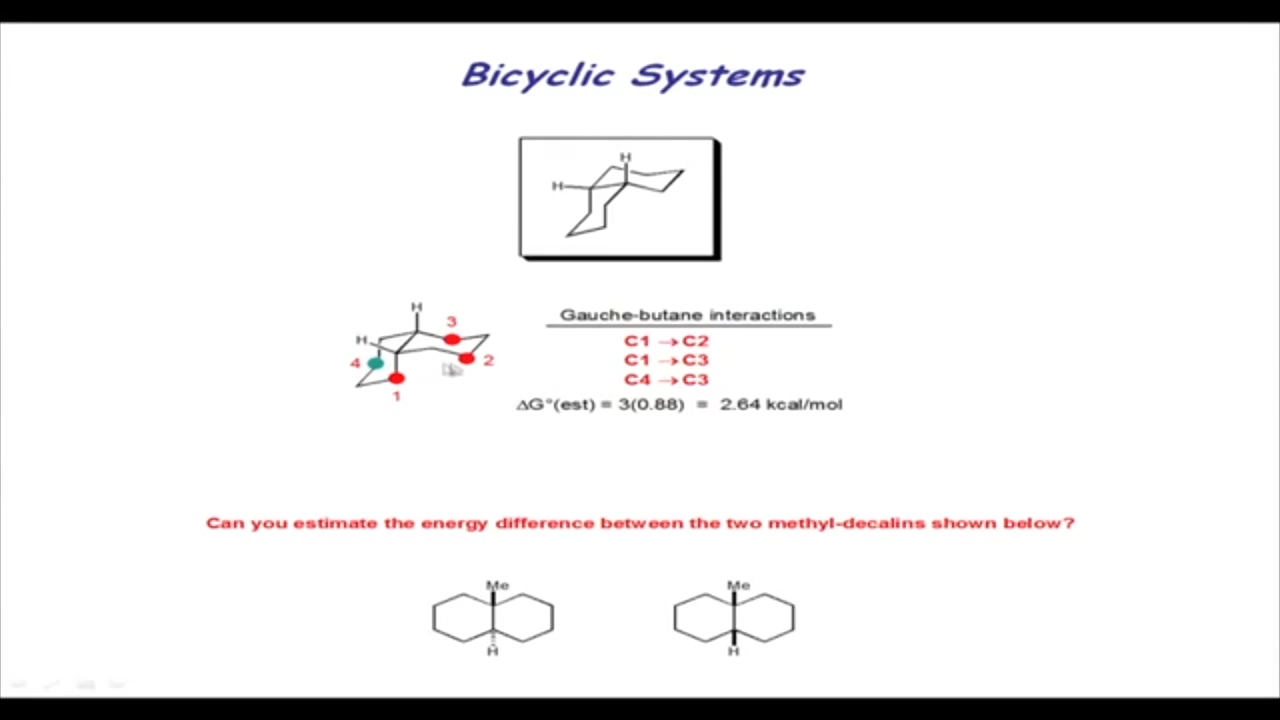 Bicyclic Systems
H
H
H
3
H
4
2
1
Gauche-butane interactions
C1 →C2
C1 →C3
C4 →C3
ΔG°(est) = 3(0.88) = 2.64 kcal/mol
Can you estimate the energy difference between the two methyl-decalins shown below?
Me Me
H H